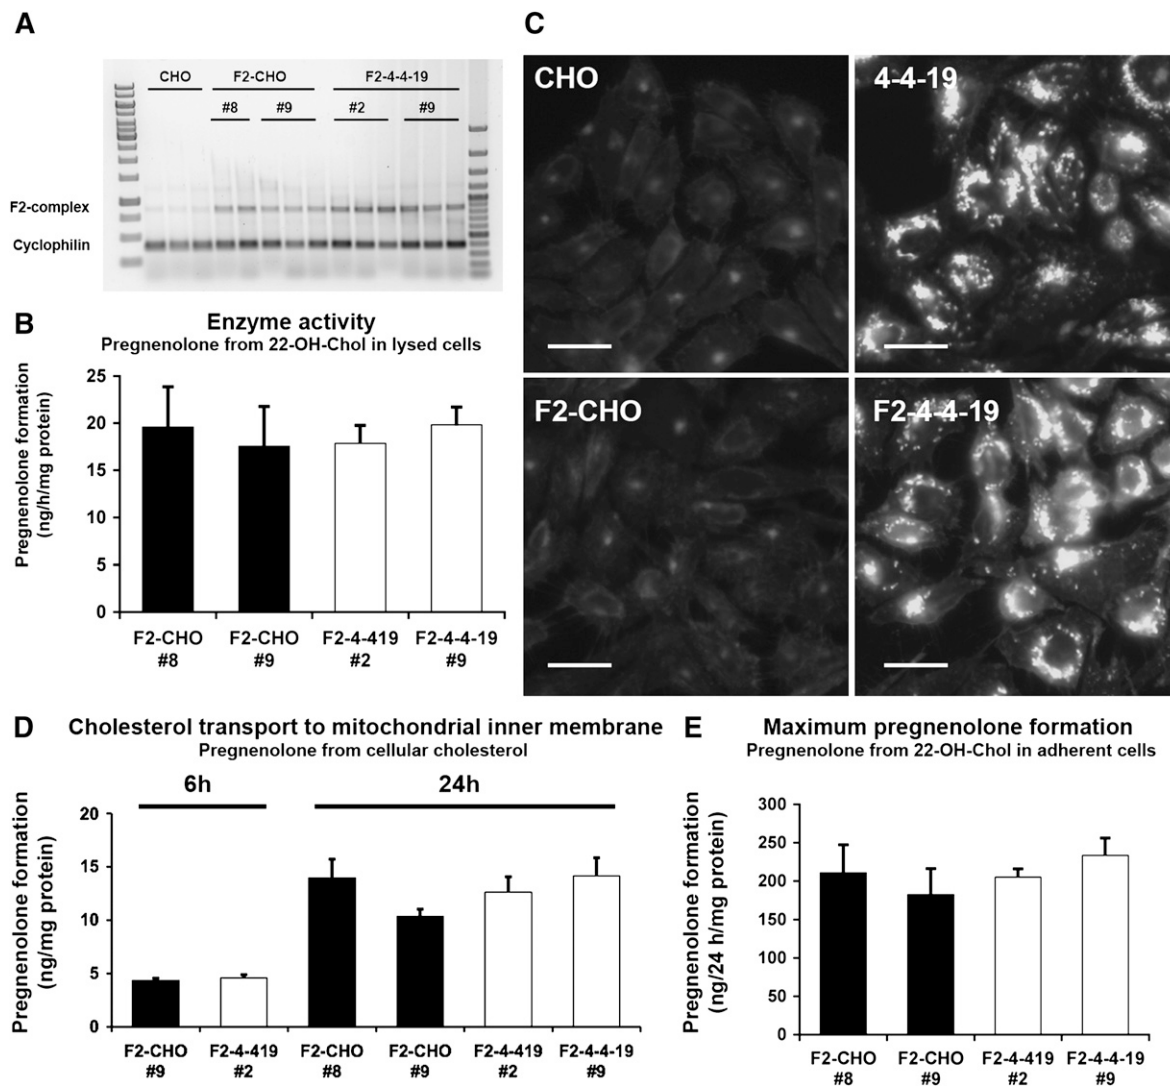 A
CHO F2-CHO F2-4-4-19
#8 #9 #2 #9
F2-complex
Cyclophilin
B
Enzyme activity
Pregnenolone from 22-OH-Chol in lysed cells
Pregnenolone formation
(ng/h/mg protein)
25
20
15
10
5
0
F2-CHO F2-CHO F2-4-419 F2-4-4-19
#8 #9 #2 #9
C
CHO 4-4-19
F2-CHO F2-4-4-19
D
Cholesterol transport to mitochondrial inner membrane
Pregnenolone from cellular cholesterol
6h 24h
Pregnenolone formation
(ng/mg protein)
20
15
10
5
0
F2-CHO F2-4-419 F2-CHO F2-CHO F2-4-419 F2-4-4-19
#9 #2 #8 #9 #2 #9
E
Maximum pregnenolone formation
Pregnenolone from 22-OH-Chol in adherent cells
Pregnenolone formation
(ng/24 h/mg protein)
300
250
200
150
100
50
0
F2-CHO F2-CHO F2-4-419 F2-4-4-19
#8 #9 #2 #9